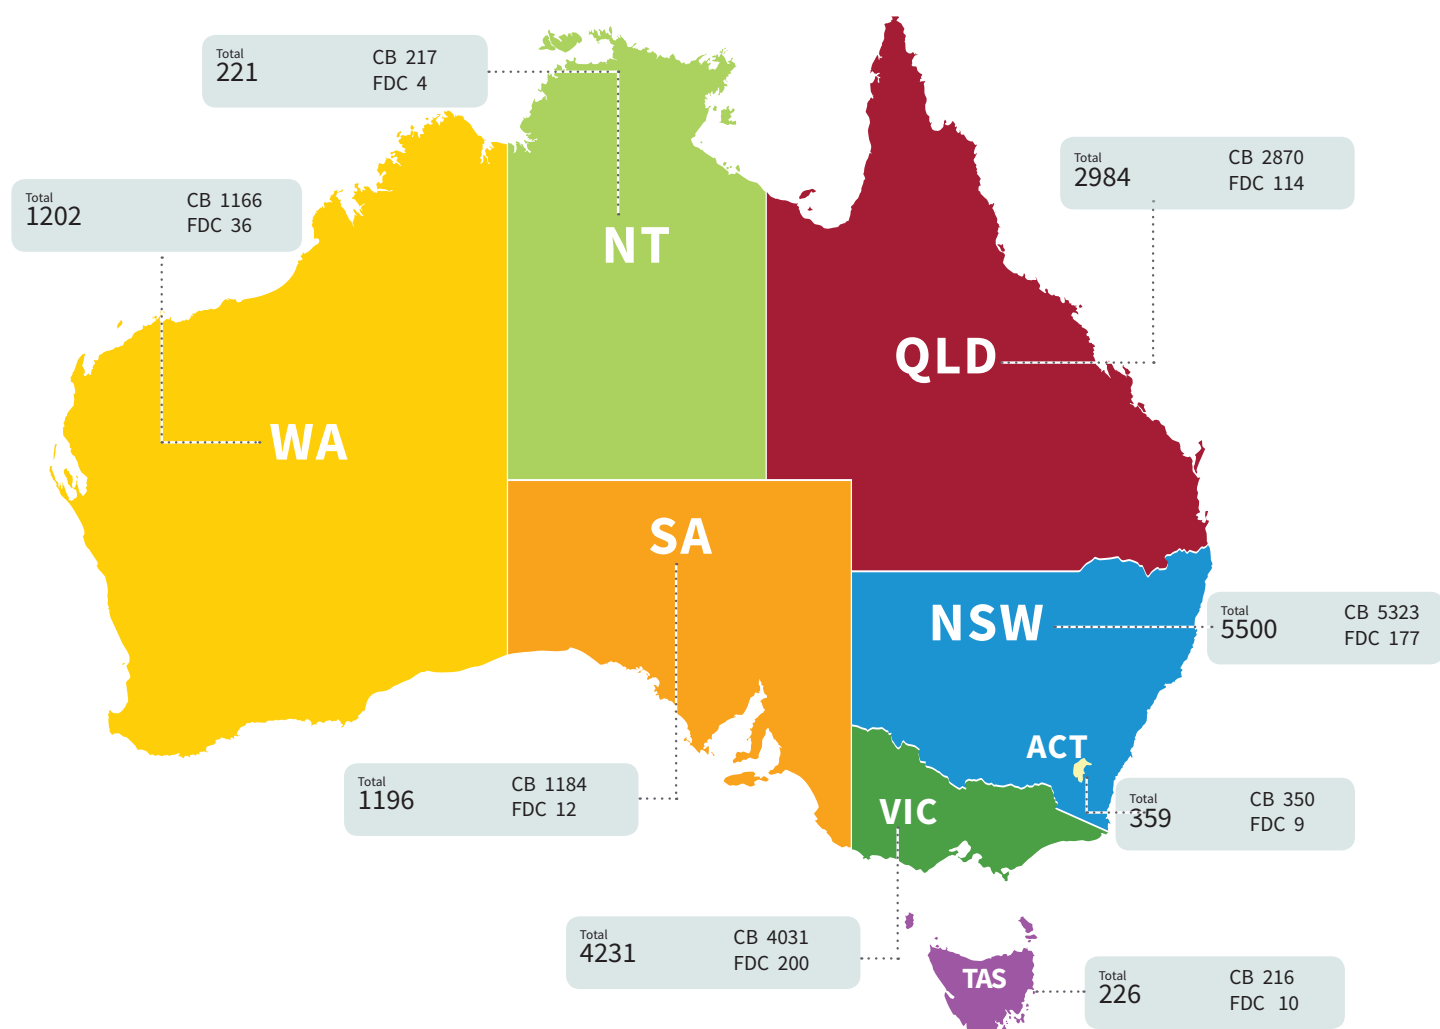 Total
221
CB 217
FDC 4
Total
2984
CB 2870
FDC 114
Total
1202
CB 1166
FDC 36
NT
QLD
WA
SA
NSW
Total
5500
CB 5323
FDC 177
ACT
Total
1196
CB 1184
FDC 12
VIC
Total
359
CB 350
FDC 9
Total
4231
CB 4031
FDC 200
TAS
Total
226
CB 216
FDC 10